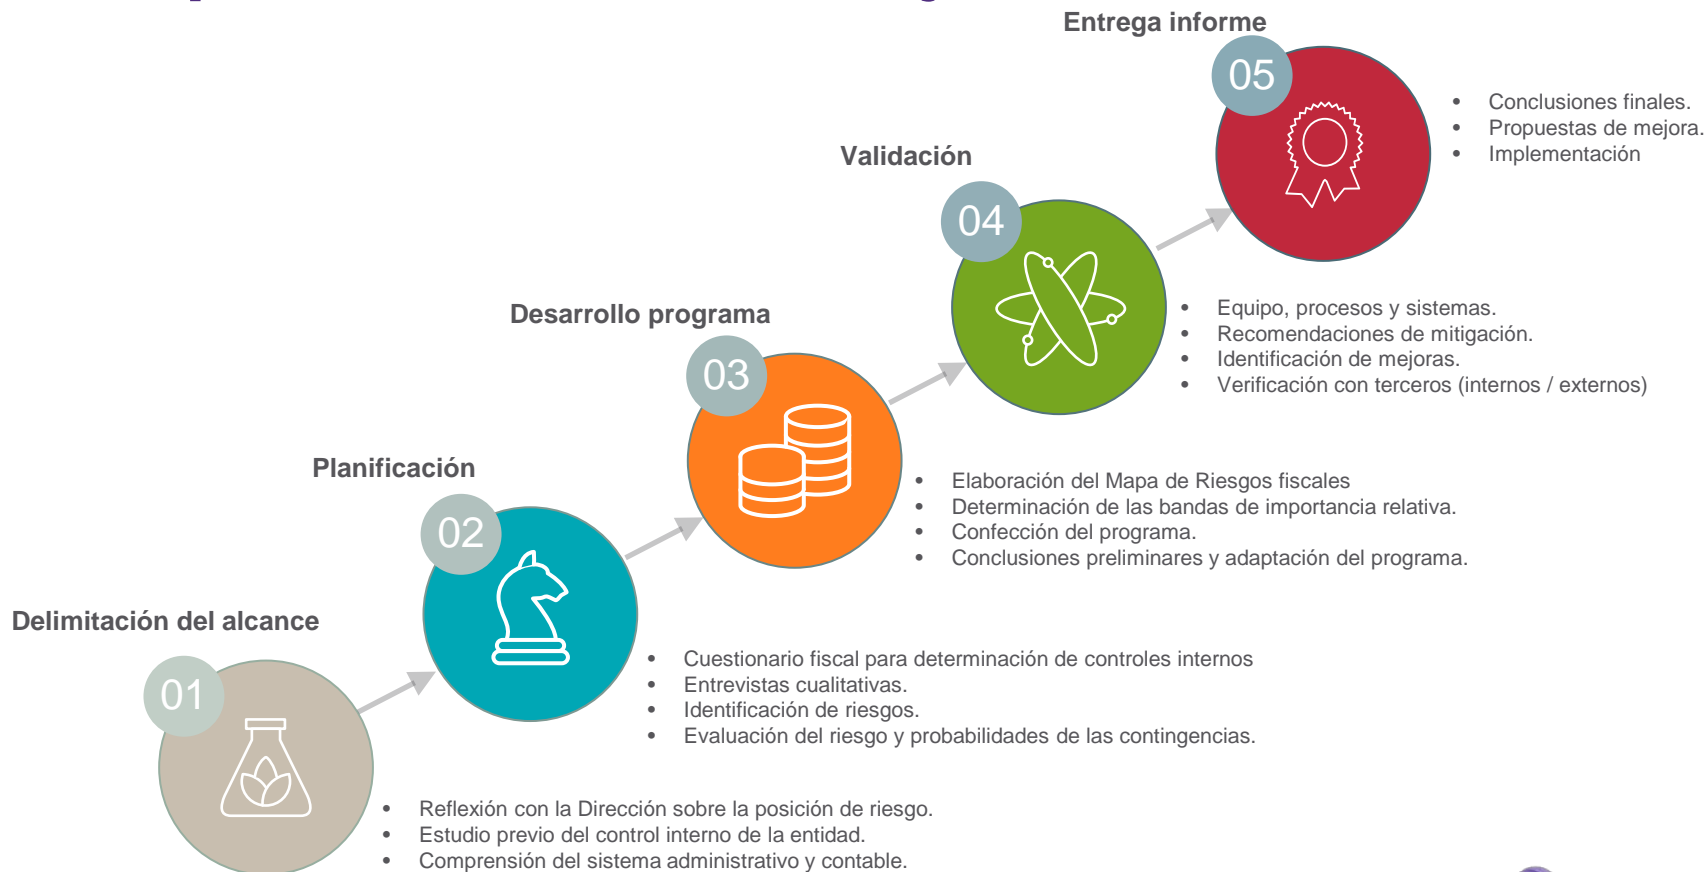 Entrega informe
05
• Conclusiones finales.
• Propuestas de mejora.
• Implementación
Validación
04
• Equipo, procesos y sistemas.
• Recomendaciones de mitigación.
• Identificación de mejoras.
• Verificación con terceros (internos / externos)
Desarrollo programa
03
• Elaboración del Mapa de Riesgos fiscales
• Determinación de las bandas de importancia relativa.
• Confección del programa.
• Conclusiones preliminares y adaptación del programa.
Planificación
02
• Cuestionario fiscal para determinación de controles internos
• Entrevistas cualitativas.
• Identificación de riesgos.
• Evaluación del riesgo y probabilidades de las contingencias.
Delimitación del alcance
01
• Reflexión con la Dirección sobre la posición de riesgo.
• Estudio previo del control interno de la entidad.
• Comprensión del sistema administrativo y contable.